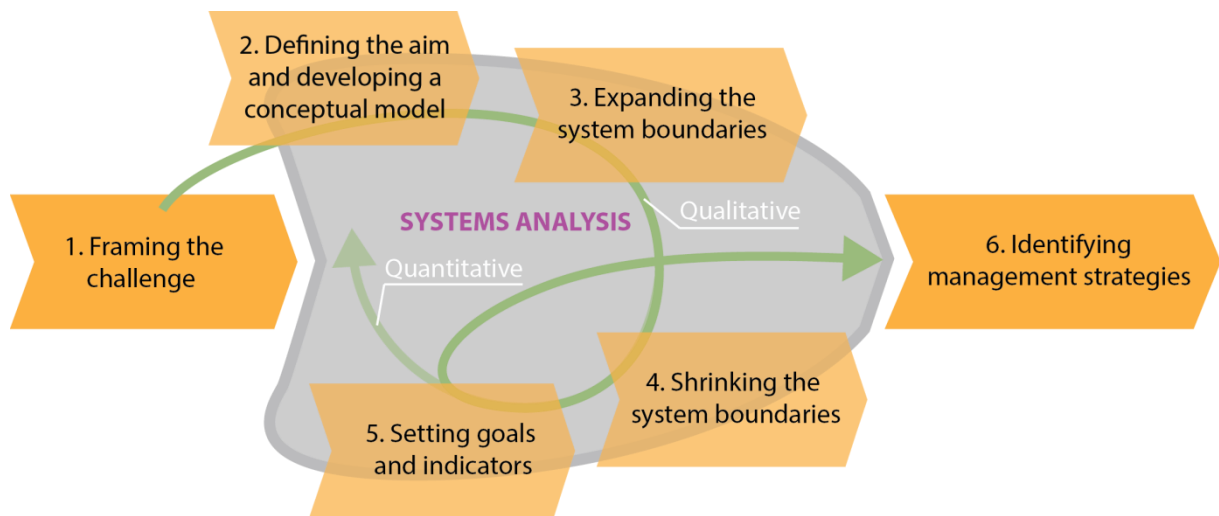 2. Defining the aim
and developing a
conceptual model
3. Expanding the
system boundaries
1. Framing the
challenge
SYSTEMS ANALYSIS
Qualitative
Quantitative
6. Identifying
management strategies
4. Shrinking the
system boundaries
5. Setting goals
and indicators